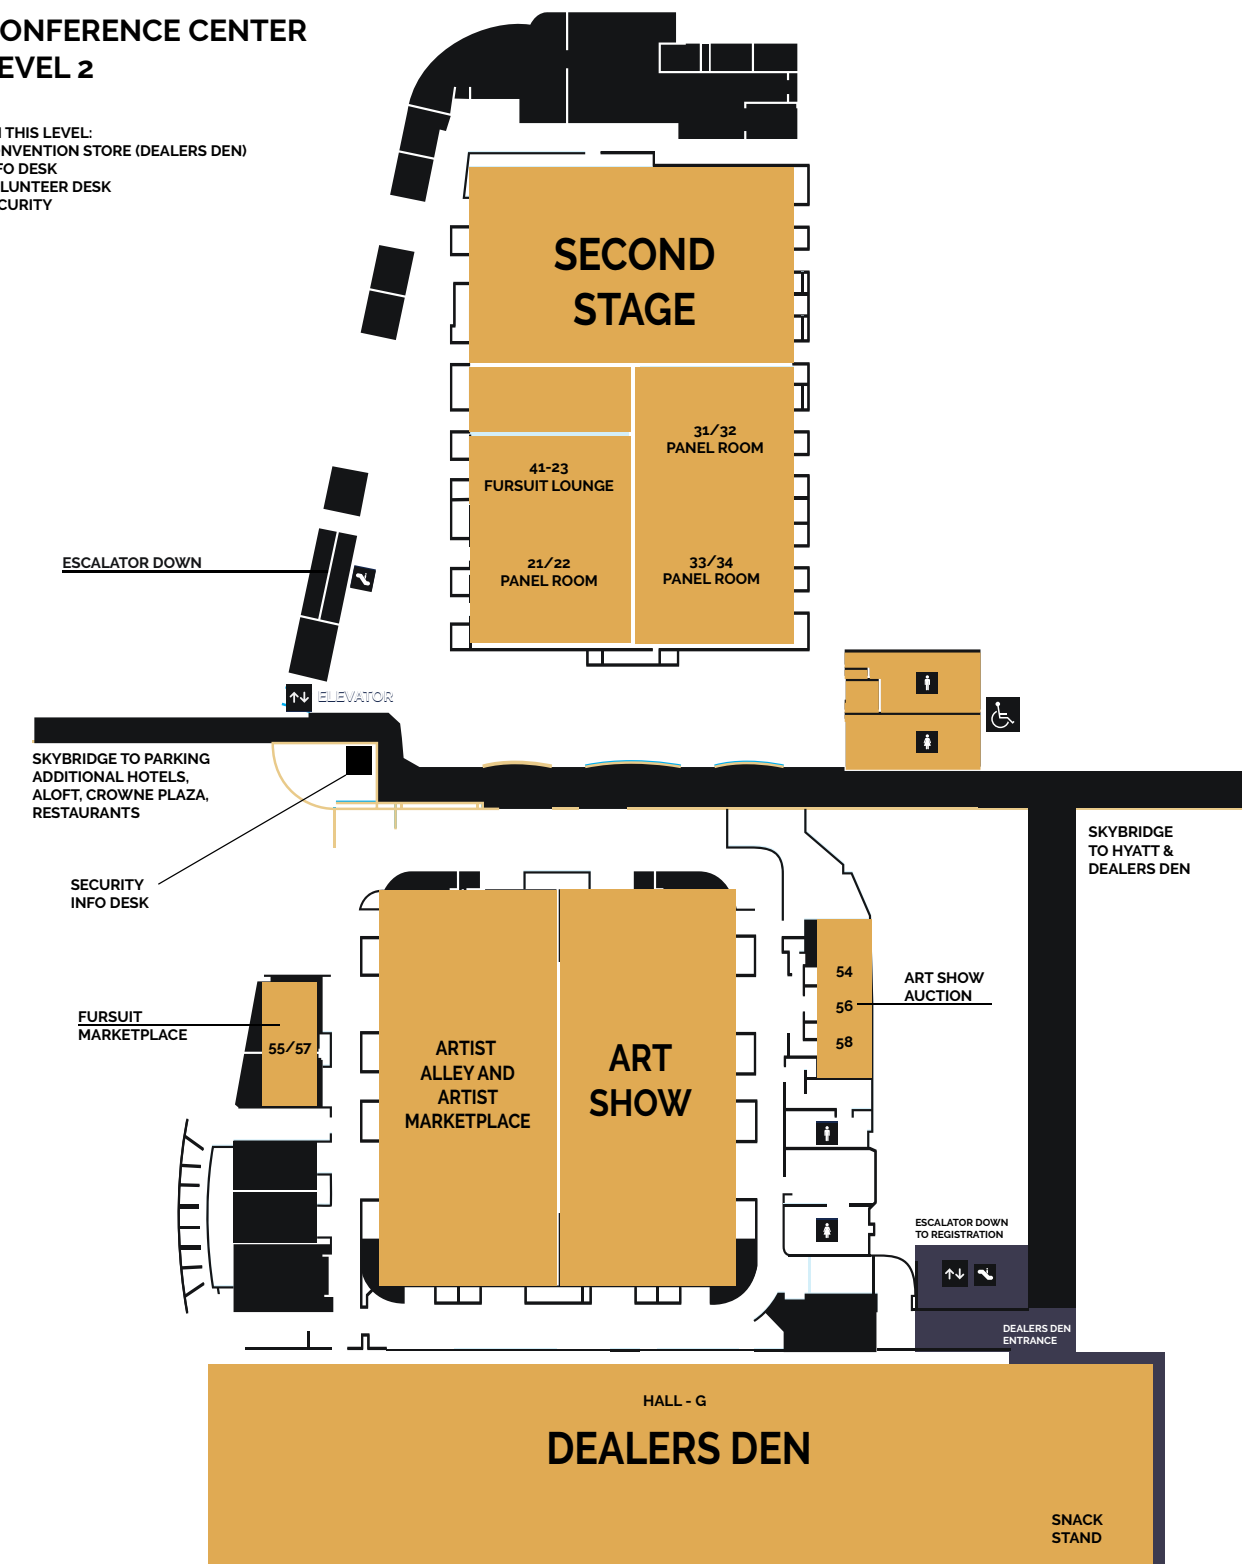 ONFERENCE CENTER
EVEL 2
THIS LEVEL:
NVENTION STORE (DEALERS DEN)
FO DESK
LUNTEER DESK
CURITY
SECOND
STAGE
31/32
PANEL ROOM
41-23
FURSUIT LOUNGE
21/22
PANEL ROOM
33/34
PANEL ROOM
ESCALATOR DOWN
ELEVATOR
SKYBRIDGE TO PARKING
ADDITIONAL HOTELS,
ALOFT, CROWNE PLAZA,
RESTAURANTS
SKYBRIDGE
TO HYATT &
DEALERS DEN
SECURITY
INFO DESK
54
56
58
ART SHOW
AUCTION
FURSUIT
MARKETPLACE
55/57
ARTIST
ALLEY AND
ARTIST
MARKETPLACE
ART
SHOW
ESCALATOR DOWN
TO REGISTRATION
DEALERS DEN
ENTRANCE
HALL - G
DEALERS DEN
SNACK
STAND